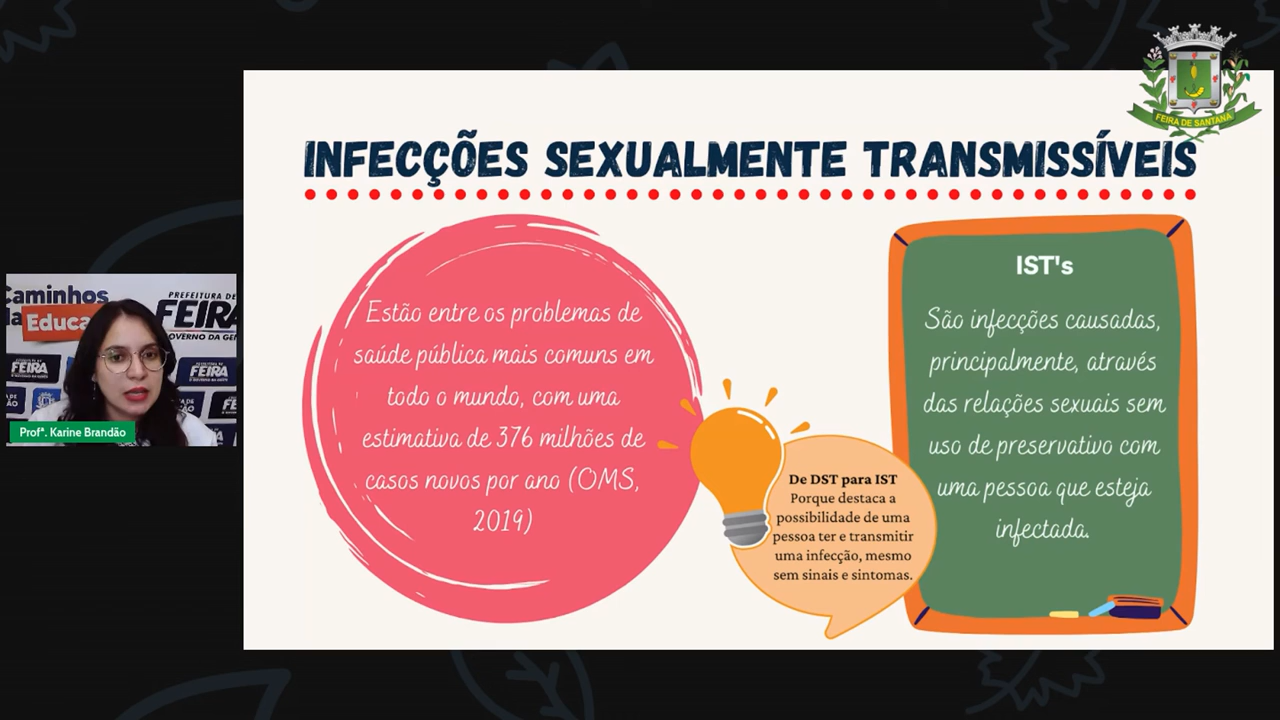 FEIRA DE SANTANA
INFECÇÕES SEXUALMENTE TRANSMISSÍVEIS
Estão entre os problemas de
saúde pública mais comuns em
todo o mundo, com uma
estimativa de 376 milhões de
casos novos por ano (OMS,
2019)
De DST para IST
Porque destaca a
possibilidade de uma
pessoa ter e transmitir
uma infecção, mesmo
sem sinais e sintomas.
IST's
São infecções causadas,
principalmente, através
das relações sexuais sem
uso de preservativo com
uma pessoa que esteja
infectada.
Caminhos
da
Educa
PREFEITURA DE
FEIRA
FEIRA
FEIRA
Profª. Karine Brandão